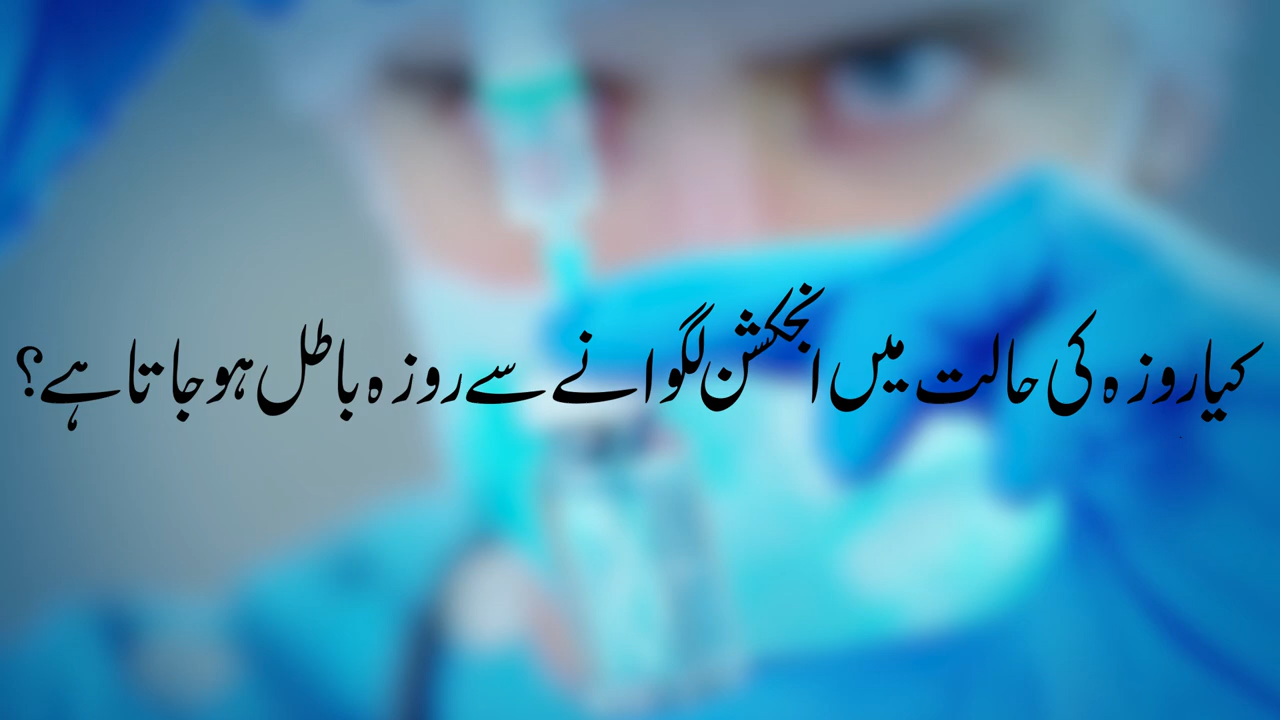 کیا روزہ کی حالت میں انجکشن لگوانے سے روزہ باطل ہو جاتا ہے؟